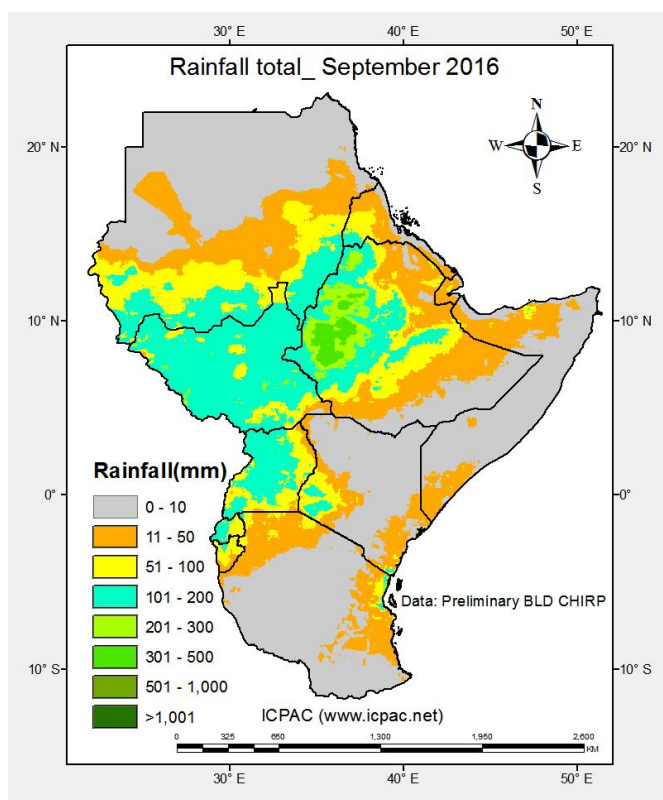 30° E 40° E 50° E
Rainfall total_ September 2016
N
W E
S
20° N 20° N
10° N 10° N
Rainfall(mm)
0 - 10
0° 0°
11 - 50
51 - 100
101 - 200
Data: Preliminary BLD CHIRP
201 - 300
301 - 500
10° S 10° S
501 - 1,000
>1,001
ICPAC (www.icpac.net)
0 325 650 1,300 1,950 2,600
KM
30° E 40° E 50° E